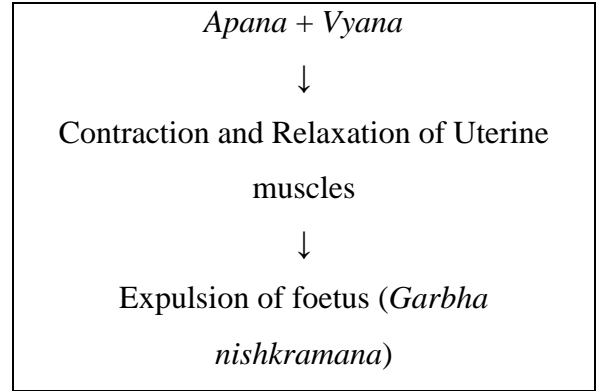 Apana + Vyana
↓
Contraction and Relaxation of Uterine
muscles
↓
Expulsion of foetus (Garbha
nishkramana)